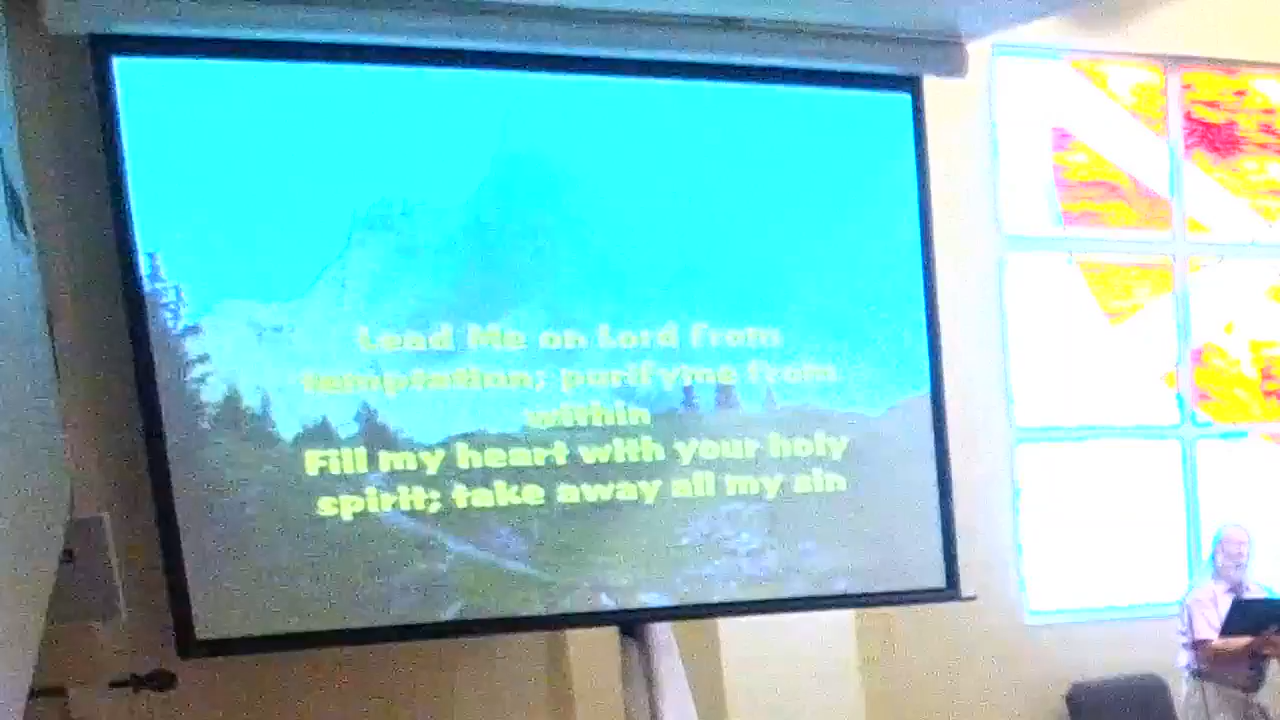 Lead Me on Lord from
temptation; purifyme from
within
Fill my heart with your holy
spirit; take away all my sin